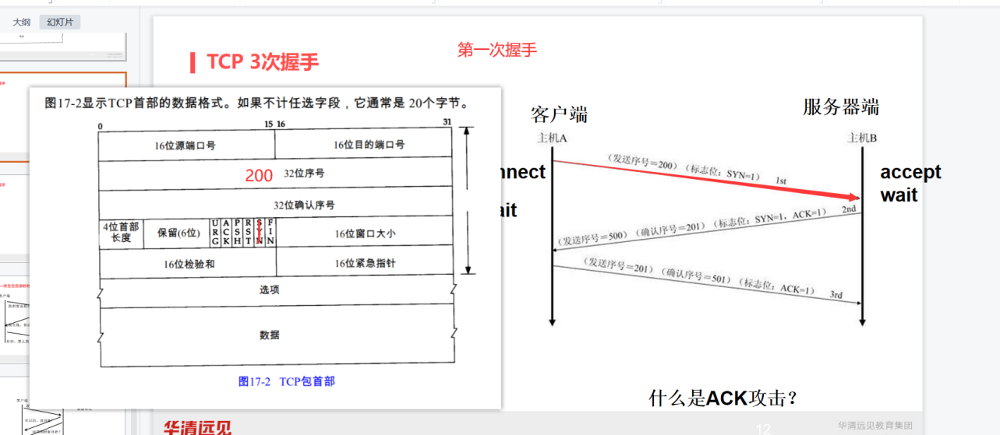 大纲
幻灯片
TCP 3次握手
第一次握手
图17-2显示TCP首部的数据格式。如果不计任选字段，它通常是 20个字节。
0
15 16
31
16位源端口号
16位目的端口号
200
32位序号
32位确认序号
4位首部
长度
保留(6位)
URG
ACK
PSH
RST
SYN
FIN
16位窗口大小
16位检验和
16位紧急指针
选项
数据
图17-2 TCP包首部
客户端
服务器端
主机A
主机B
nnect
ait
accept
wait
（发送序号＝200）（标志位：SYN=1） 1st
（发送序号＝500）（确认序号＝201）（标志位：SYN=1，ACK=1） 2nd
（发送序号＝201）（确认序号＝501）（标志位：ACK=1） 3rd
什么是ACK攻击？
华清远见
12
华清远见教育集团